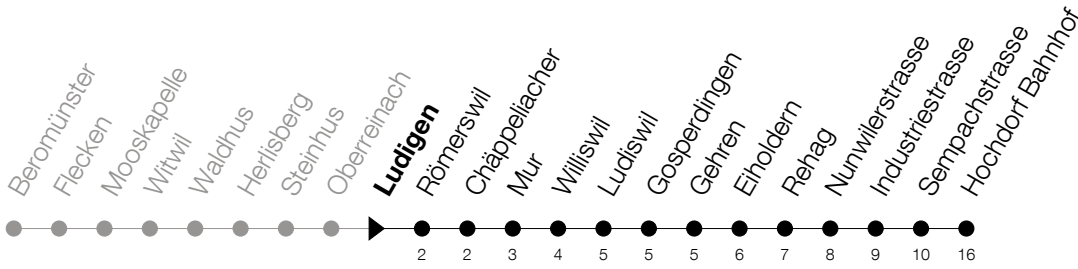 Beromünster
Flecken
Mooskapelle
Witwil
Waldhus
Herlisberg
Steinhus
Oberreinach
Ludigen
Römerswil
Chäppeliacher
Mur
Williswil
Ludiswil
Gosperdingen
Gehren
Eiholdern
Rehag
Nunwilerstrasse
Industriestrasse
Sempachstrasse
Hochdorf Bahnhof
2 2 3 4 5 5 5 6 7 8 9 10 16